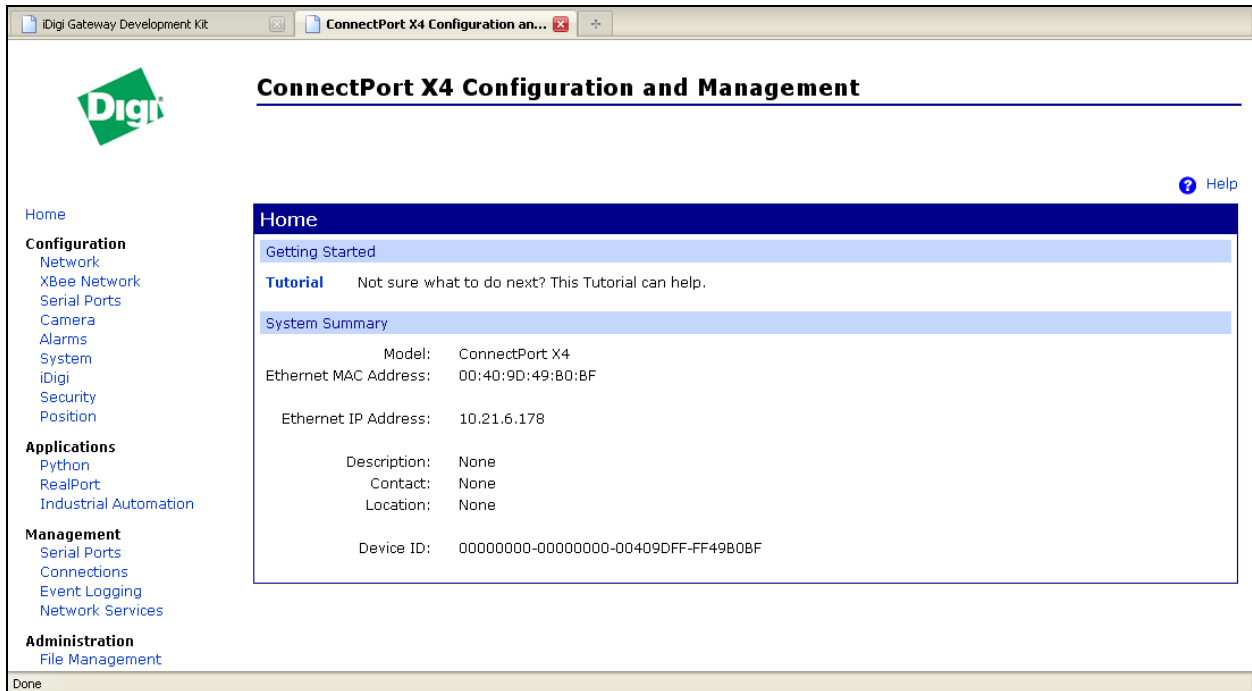 iDigi Gateway Development Kit
ConnectPort X4 Configuration an...
Digi
ConnectPort X4 Configuration and Management
? Help
Home
Configuration
Network
XBee Network
Serial Ports
Camera
Alarms
System
iDigi
Security
Position
Applications
Python
RealPort
Industrial Automation
Management
Serial Ports
Connections
Event Logging
Network Services
Administration
File Management
Home
Getting Started
Tutorial Not sure what to do next? This Tutorial can help.
System Summary
Model: ConnectPort X4
Ethernet MAC Address: 00:40:9D:49:B0:BF
Ethernet IP Address: 10.21.6.178
Description: None
Contact: None
Location: None
Device ID: 00000000-00000000-00409DFF-FF49B0BF
Done